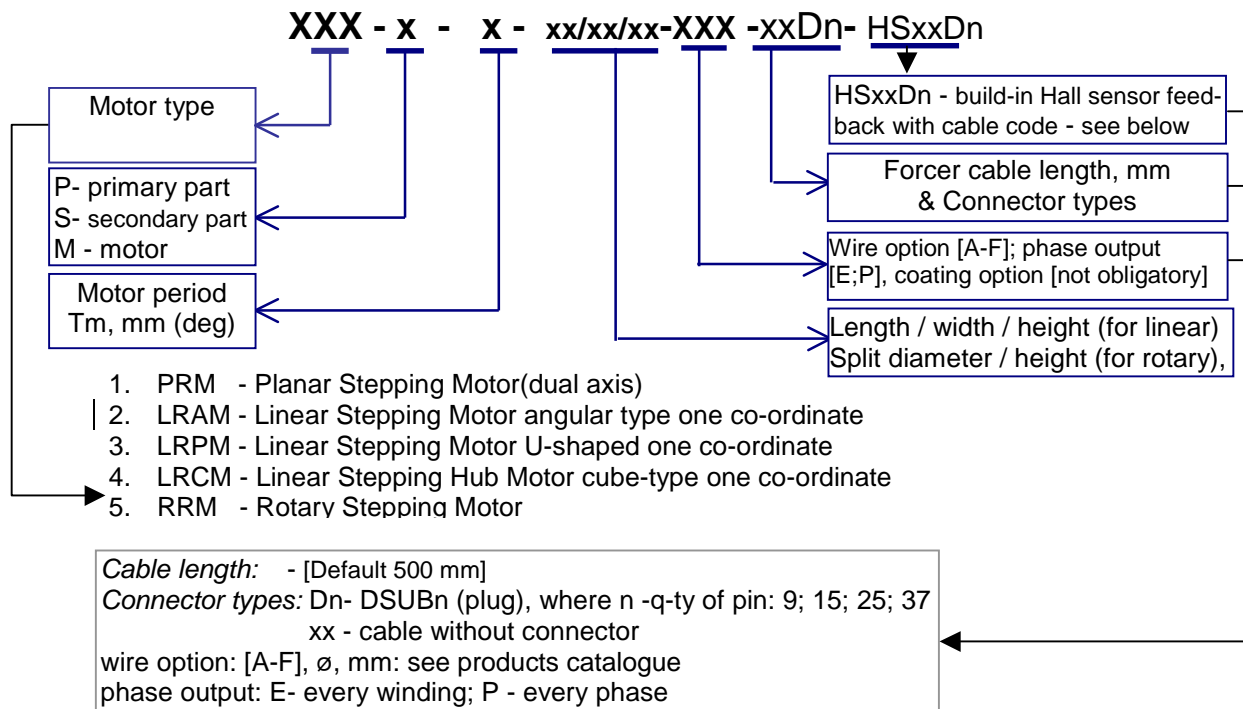 XXX - x - x - xx/xx/xx-XXX -xxDn- HSxxDn
Motor type
P- primary part
S- secondary part
M - motor
Motor period
Tm, mm (deg)
HSxxDn - build-in Hall sensor feed-
back with cable code - see below
Forcer cable length, mm
& Connector types
Wire option [A-F]; phase output
[E;P], coating option [not obligatory]
Length / width / height (for linear)
Split diameter / height (for rotary),
1. PRM - Planar Stepping Motor(dual axis)
2. LRAM - Linear Stepping Motor angular type one co-ordinate
3. LRPM - Linear Stepping Motor U-shaped one co-ordinate
4. LRCM - Linear Stepping Hub Motor cube-type one co-ordinate
5. RRM - Rotary Stepping Motor
Cable length: - [Default 500 mm]
Connector types: Dn- DSUBn (plug), where n -q-ty of pin: 9; 15; 25; 37
xx - cable without connector
wire option: [A-F], ø, mm: see products catalogue
phase output: E- every winding; P - every phase